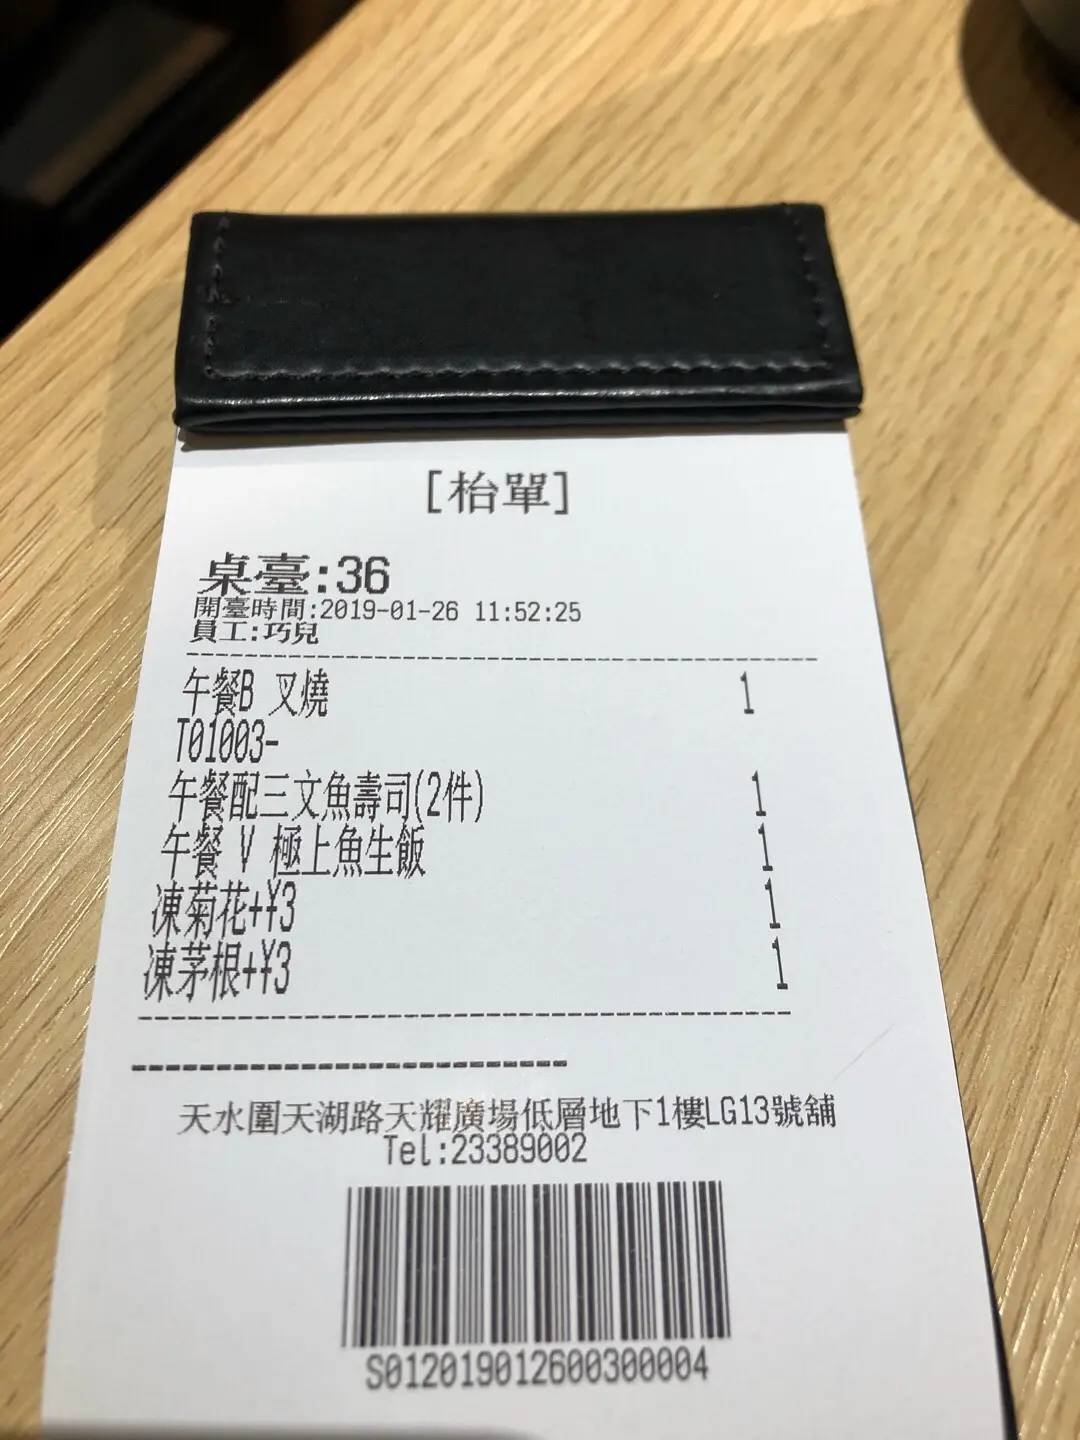 [枱單]
桌臺:36
開臺時間:2019-01-26 11:52:25
員工:巧兒
午餐B 叉燒 1
T01003-
午餐配三文魚壽司(2件) 1
午餐 V 極上魚生飯 1
凍菊花+¥3 1
凍茅根+¥3 1
天水圍天湖路天耀廣場低層地下1樓LG13號舖
Tel:23389002
S012019012600300004